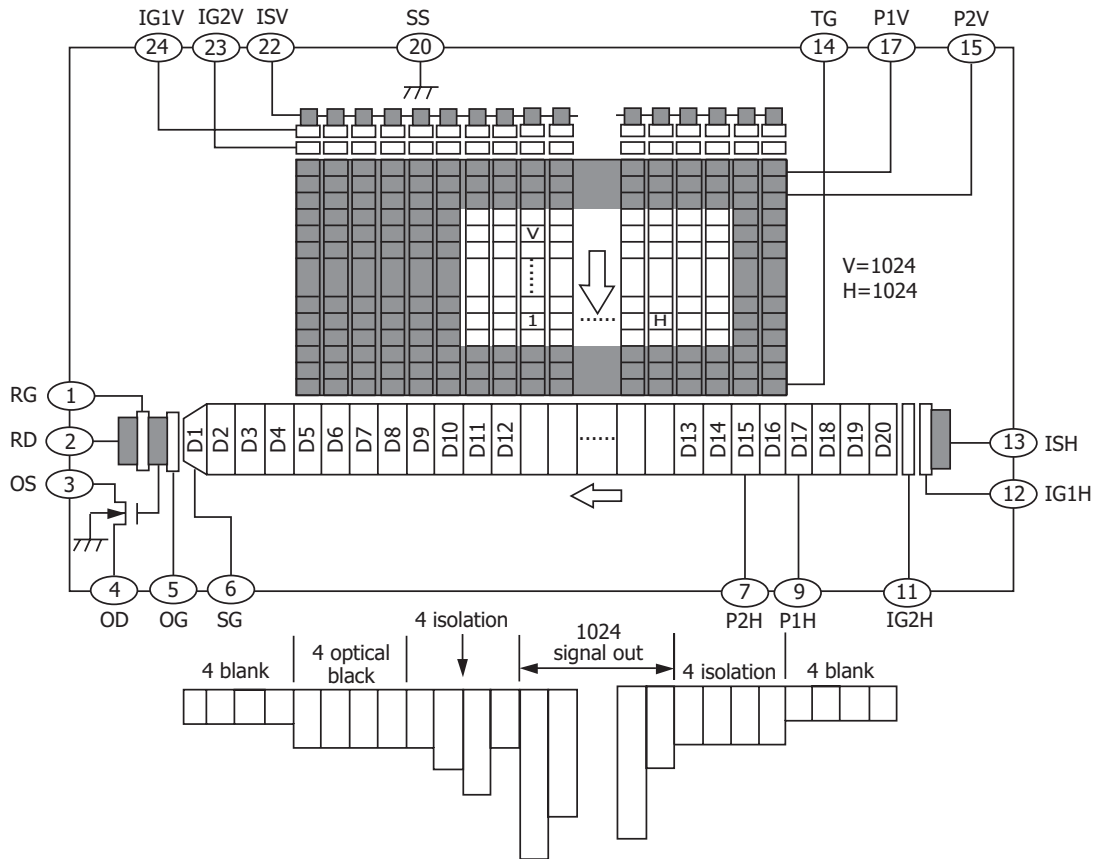 IG1V IG2V ISV SS TG P1V P2V
24 23 22 20 14 17 15
V
1 ...... H
V=1024
H=1024
RG 1
RD 2
OS 3
D1 D2 D3 D4 D5 D6 D7 D8 D9 D10 D11 D12 ...... D13 D14 D15 D16 D17 D18 D19 D20
13 ISH
12 IG1H
4 5 6 7 9 11
OD OG SG P2H P1H IG2H
4 blank
4 optical
black
4 isolation
1024
signal out
4 isolation
4 blank